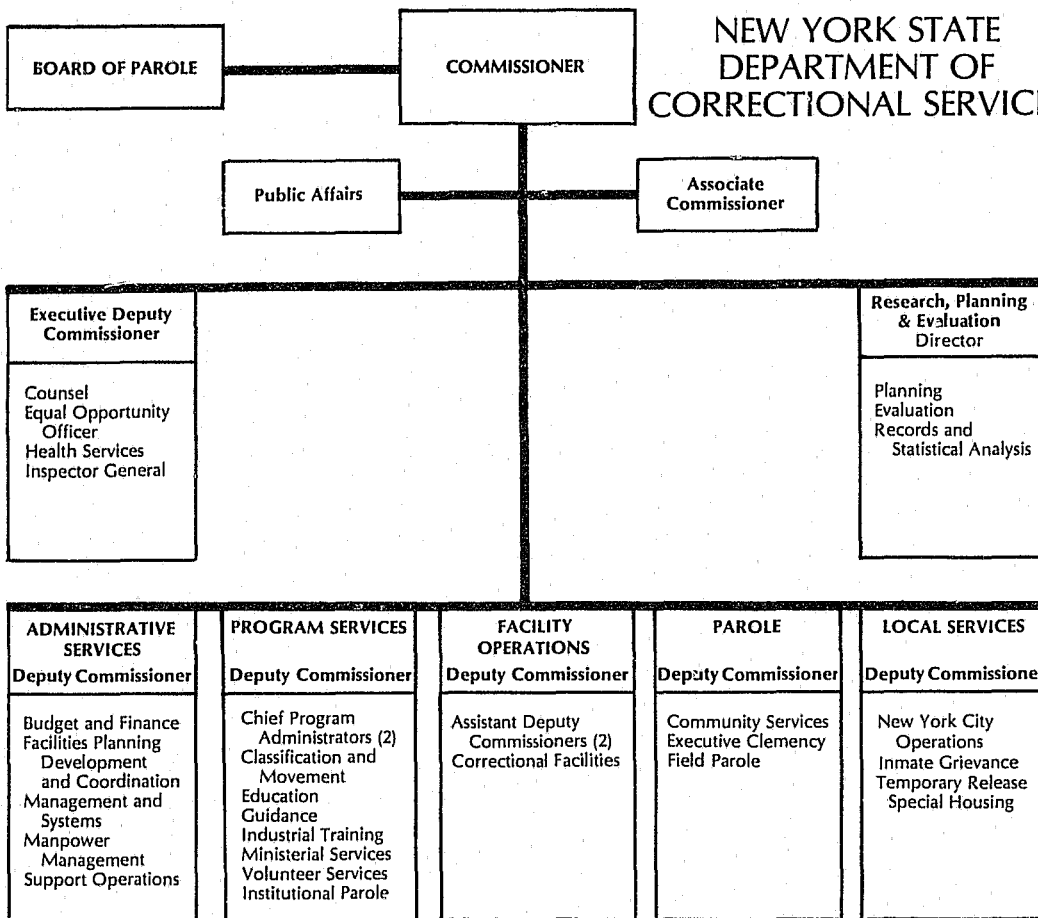 NEW YORK STATE
DEPARTMENT OF
CORRECTIONAL SERVIC
BOARD OF PAROLE
COMMISSIONER
Public Affairs
Associate
Commissioner
Executive Deputy
Commissioner
Counsel
Equal Opportunity
Officer
Health Services
Inspector General
Research, Planning
& Evaluation
Director
Planning
Evaluation
Records and
Statistical Analysis
ADMINISTRATIVE
SERVICES
Deputy Commissioner
Budget and Finance
Facilities Planning
Development
and Coordination
Management and
Systems
Manpower
Management
Support Operations
PROGRAM SERVICES
Deputy Commissioner
Chief Program
Administrators (2)
Classification and
Movement
Education
Guidance
Industrial Training
Ministerial Services
Volunteer Services
Institutional Parole
FACILITY
OPERATIONS
Deputy Commissioner
Assistant Deputy
Commissioners (2)
Correctional Facilities
PAROLE
Deputy Commissioner
Community Services
Executive Clemency
Field Parole
LOCAL SERVICES
Deputy Commissione
New York City
Operations
Inmate Grievance
Temporary Release
Special Housing